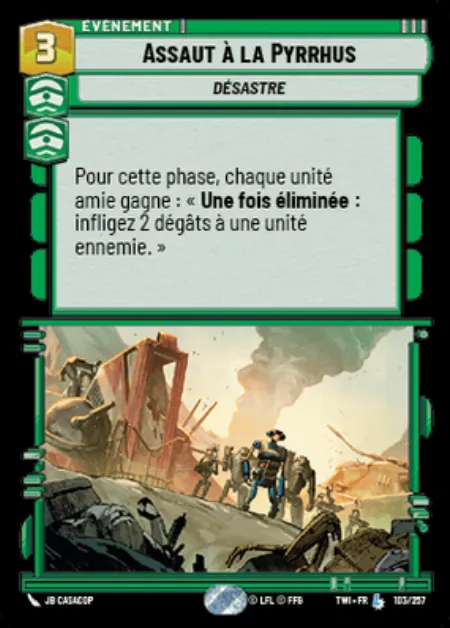 ÉVÉNEMENT
3
ASSAUT À LA PYRRHUS
DÉSASTRE
Pour cette phase, chaque unité
amie gagne : « Une fois éliminée :
infligez 2 dégâts à une unité
ennemie. »
JB CASACOP
© LFL © FFG
TWI • FR
103/257